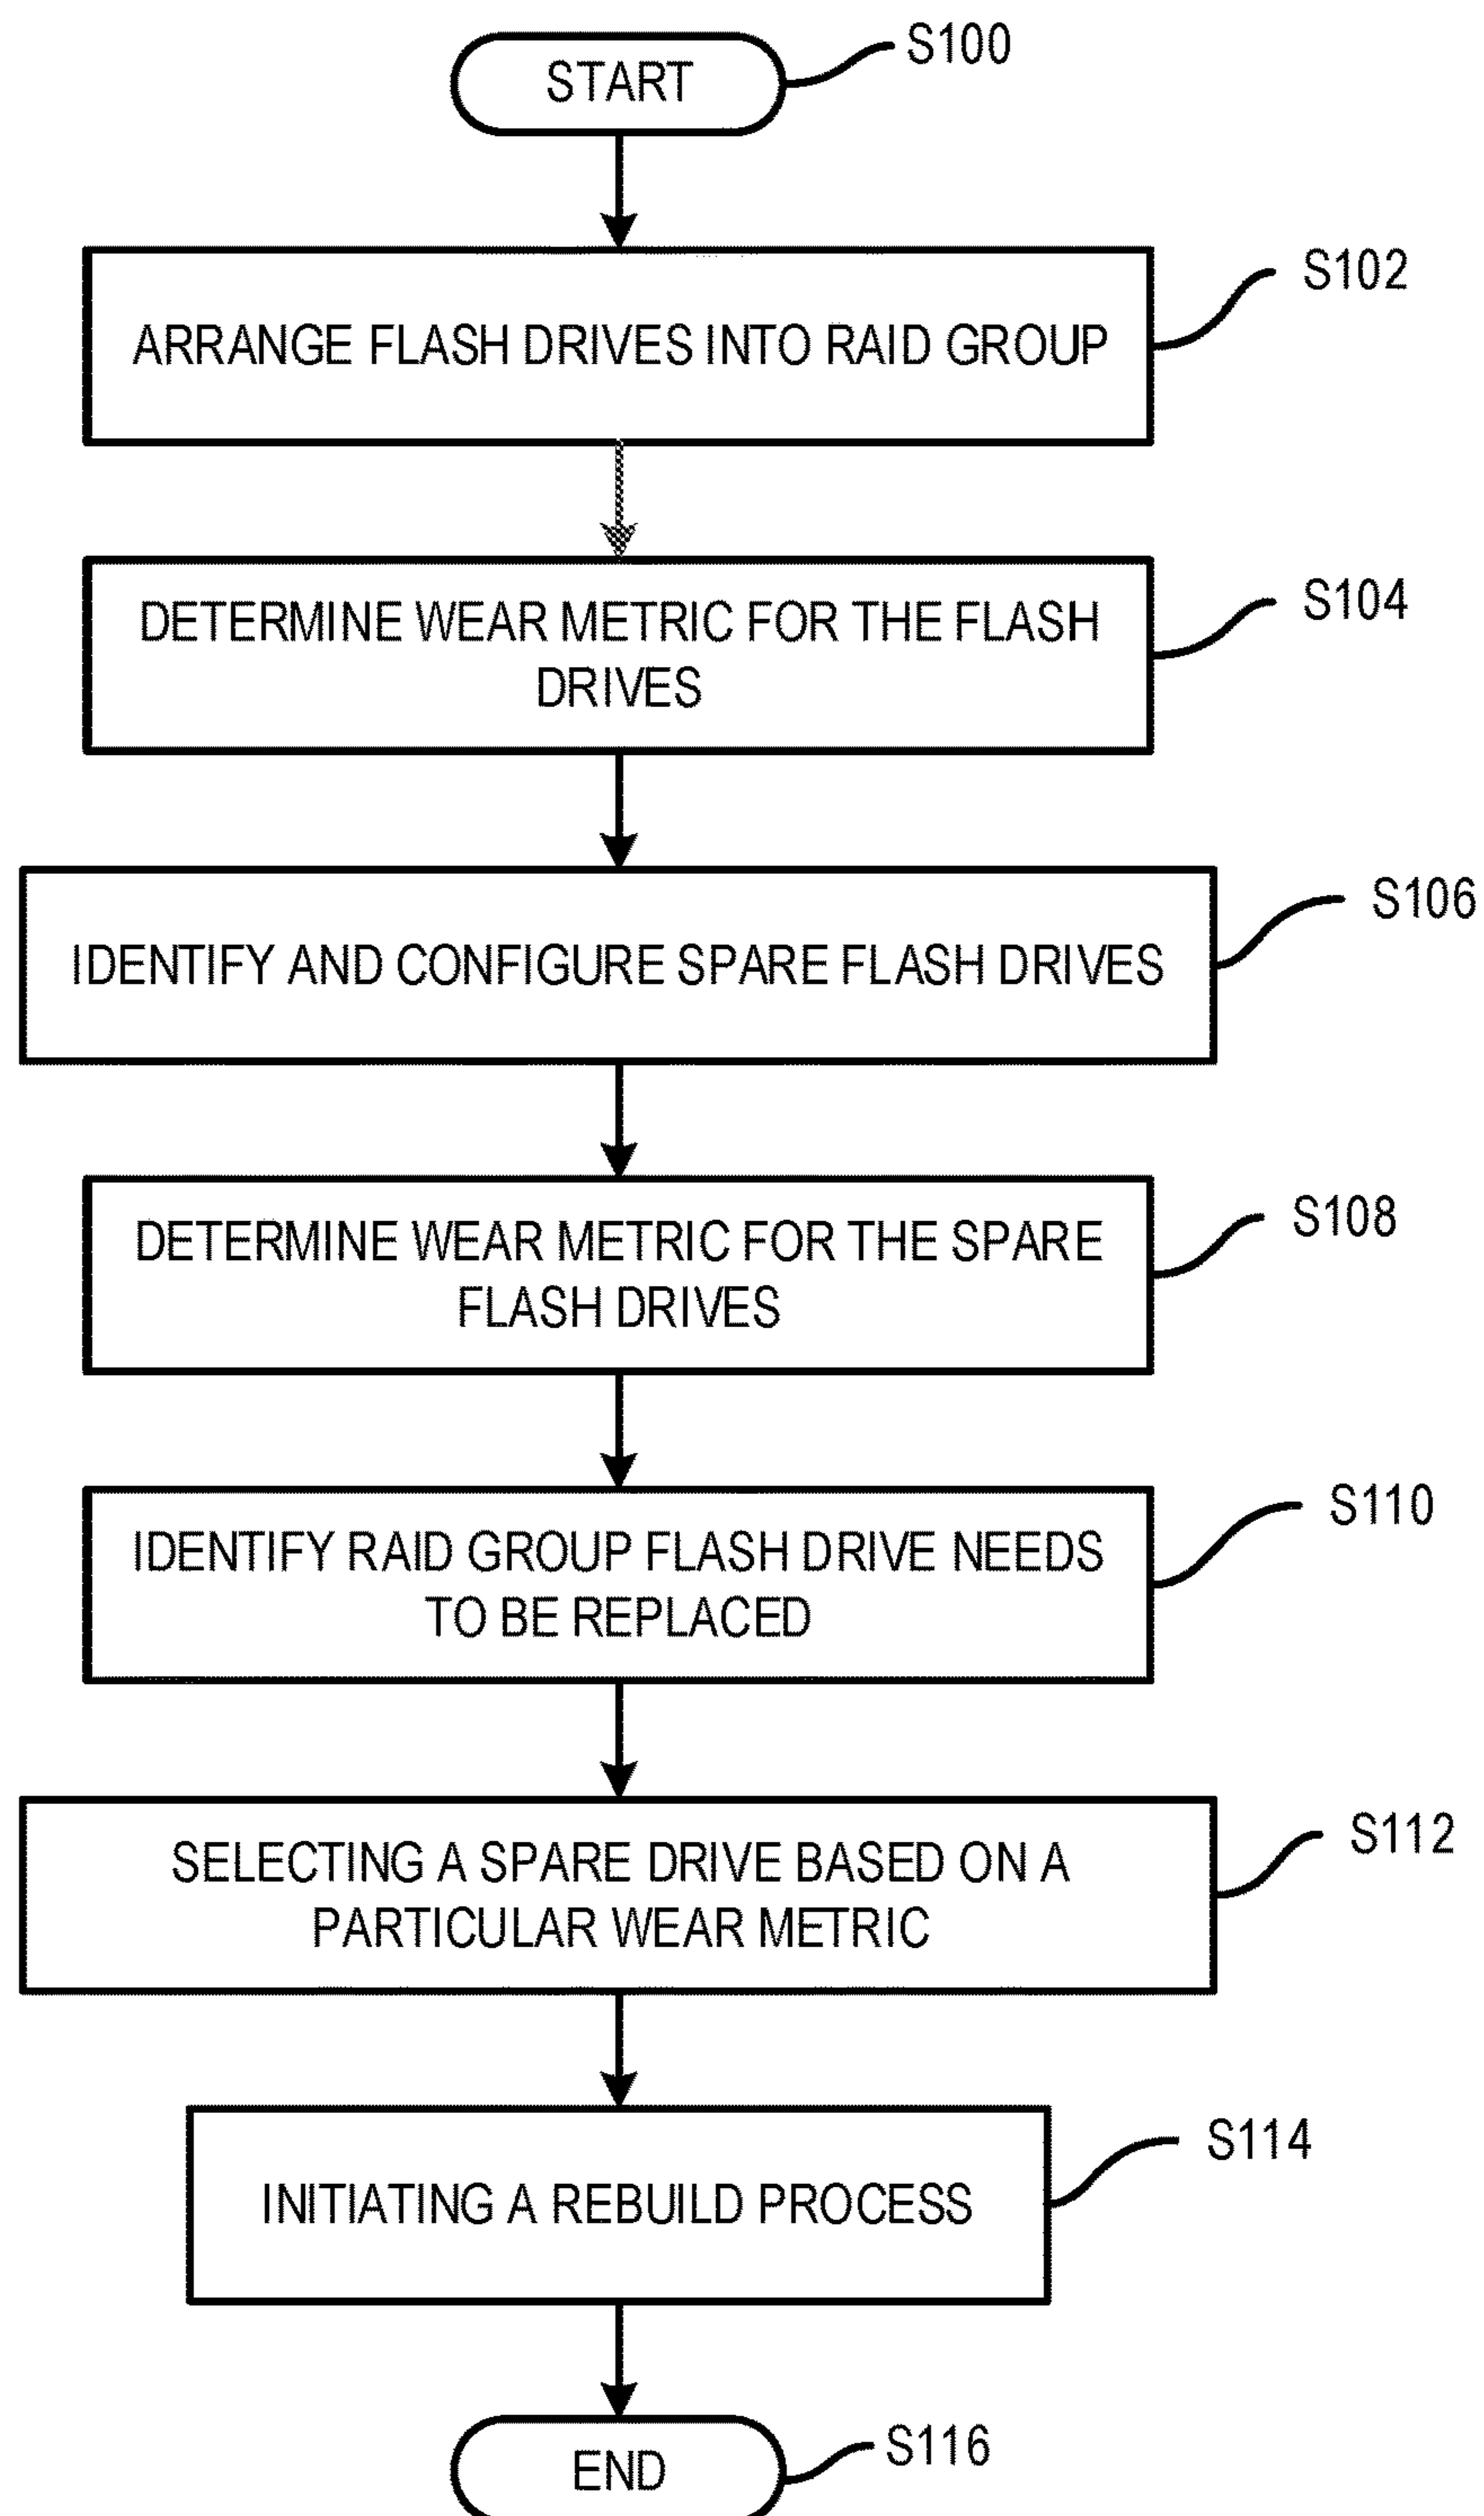 START
S100
ARRANGE FLASH DRIVES INTO RAID GROUP
S102
DETERMINE WEAR METRIC FOR THE FLASH
DRIVES
S104
IDENTIFY AND CONFIGURE SPARE FLASH DRIVES
S106
DETERMINE WEAR METRIC FOR THE SPARE
FLASH DRIVES
S108
IDENTIFY RAID GROUP FLASH DRIVE NEEDS
TO BE REPLACED
S110
SELECTING A SPARE DRIVE BASED ON A
PARTICULAR WEAR METRIC
S112
INITIATING A REBUILD PROCESS
S114
END
S116